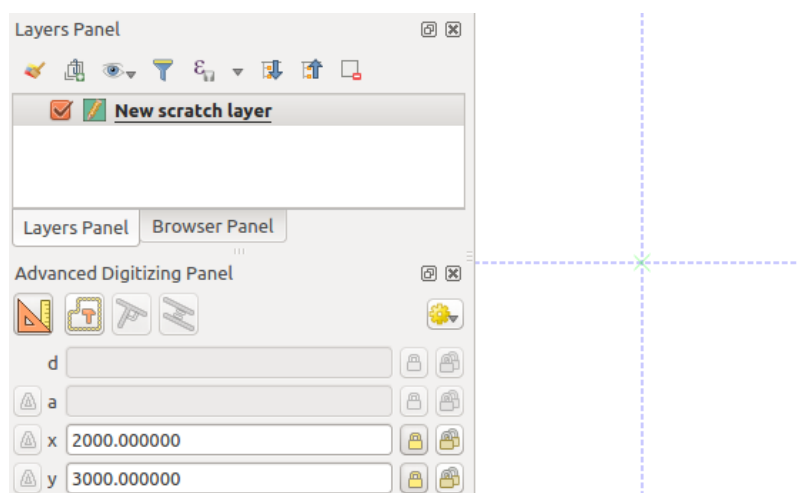 Layers Panel
New scratch layer
Layers Panel Browser Panel
Advanced Digitizing Panel
d
a
x 2000.000000
y 3000.000000